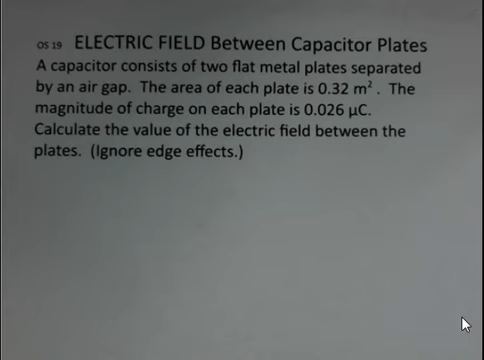 OS 19 ELECTRIC FIELD Between Capacitor Plates
A capacitor consists of two flat metal plates separated
by an air gap. The area of each plate is 0.32 m². The
magnitude of charge on each plate is 0.026 µC.
Calculate the value of the electric field between the
plates. (Ignore edge effects.)